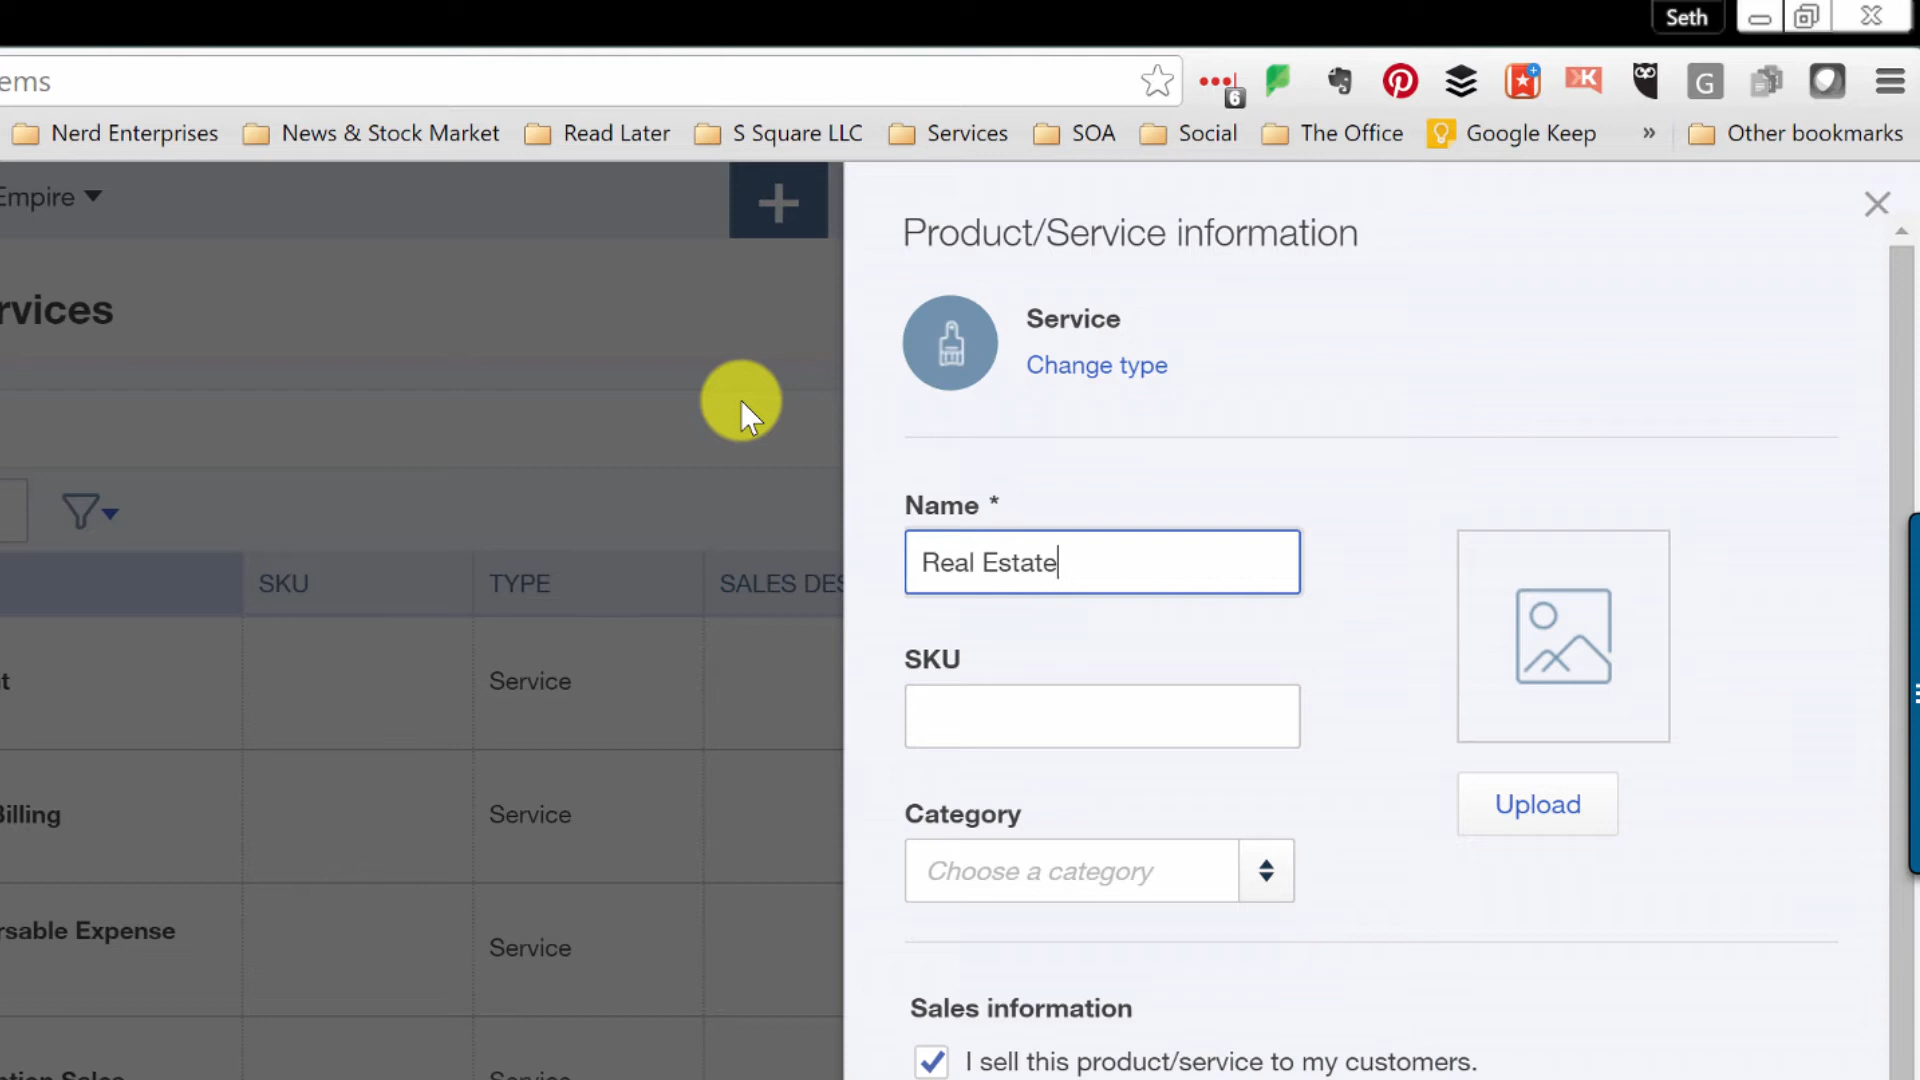 Seth
ems
6
G
Nerd Enterprises
News & Stock Market
Read Later
S Square LLC
Services
SOA
Social
The Office
Google Keep
»
Other bookmarks
Empire
Product/Service information
Service
Change type
rvices
Name *
Real Estate
SKU
TYPE
SALES DES
SKU
t
Service
Category
Choose a category
Upload
Billing
Service
rsable Expense
Service
Sales information
I sell this product/service to my customers.